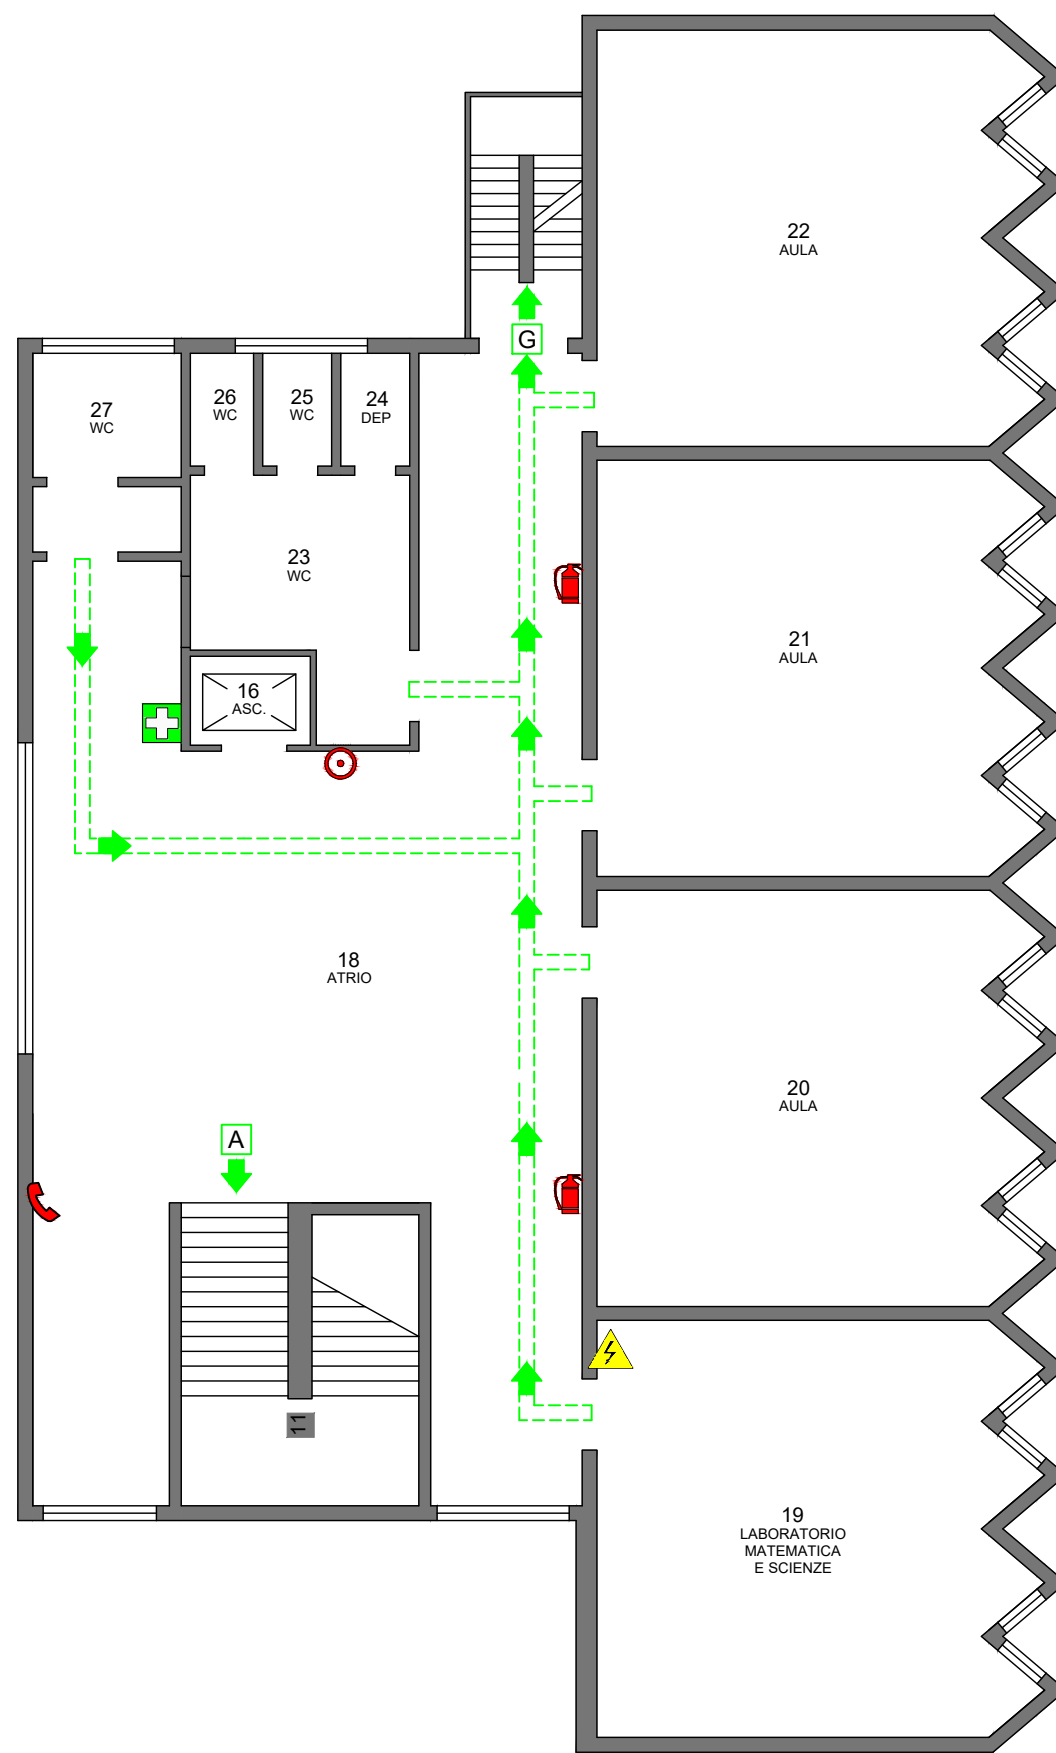 22
AULA
G
26
WC
25
WC
24
DEP
27
WC
23
WC
21
AULA
16
ASC.
18
ATRIO
20
AULA
A
11
19
LABORATORIO
MATEMATICA
E SCIENZE